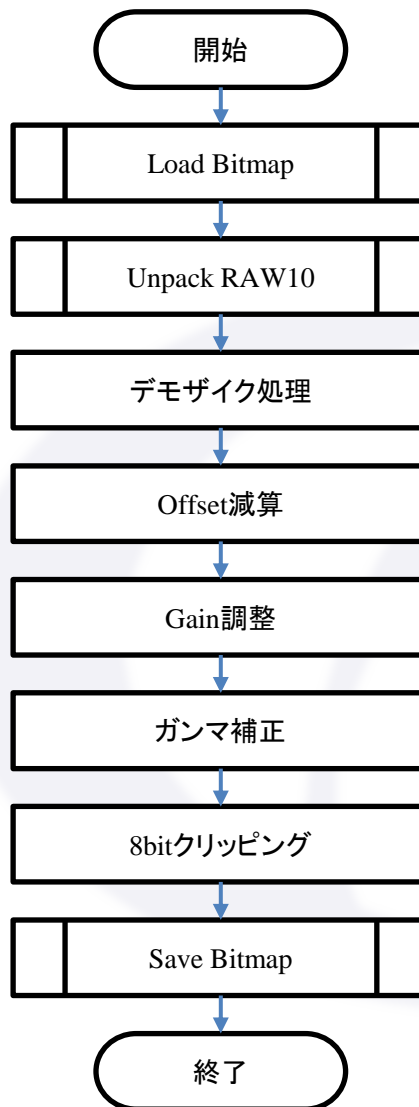 開始
Load Bitmap
Unpack RAW10
デモザイク処理
Offset減算
Gain調整
ガンマ補正
8bitクリッピング
Save Bitmap
終了